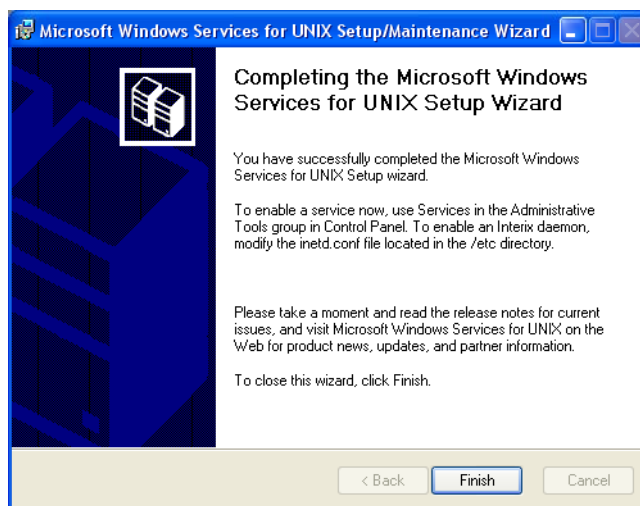 Microsoft Windows Services for UNIX Setup/Maintenance Wizard
Completing the Microsoft Windows
Services for UNIX Setup Wizard
You have successfully completed the Microsoft Windows
Services for UNIX Setup wizard.
To enable a service now, use Services in the Administrative
Tools group in Control Panel. To enable an Interix daemon,
modify the inetd.conf file located in the /etc directory.
Please take a moment and read the release notes for current
issues, and visit Microsoft Windows Services for UNIX on the
Web for product news, updates, and partner information.
To close this wizard, click Finish.
< Back Finish Cancel